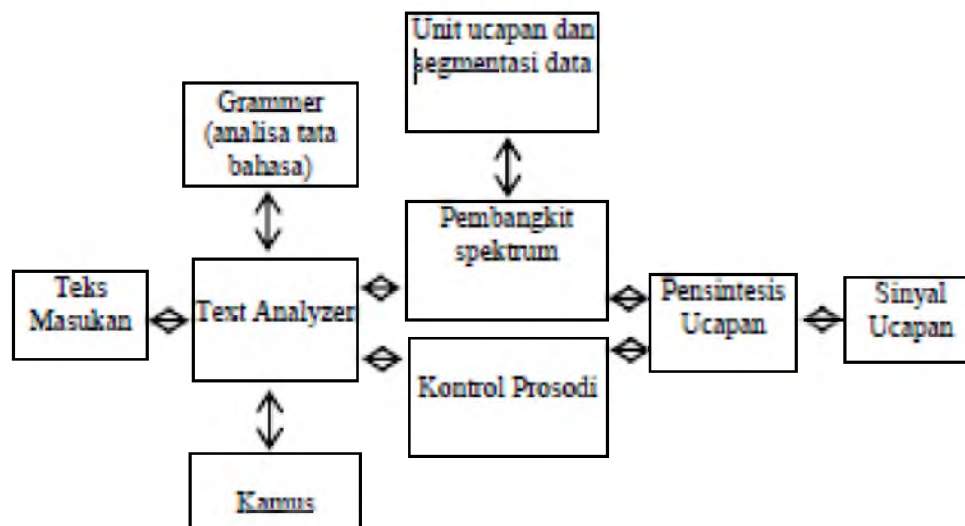 Unit ucapan dan
segmentasi data
Grammer
(analisa tata
bahasa)
Pembangkit
spektrum
Teks
Masukan
Text Analyzer
Pensintesis
Ucapan
Sinyal
Ucapan
Kontrol Prosodi
Kamus